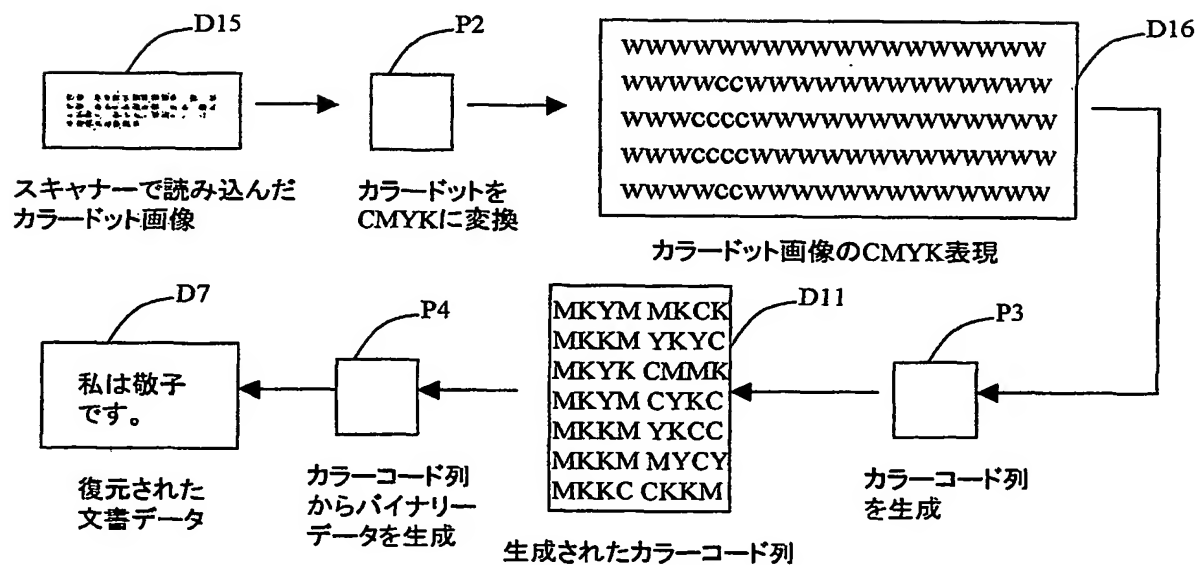 D15
P2
D16
WWWWWWWWWWWWWWWWWW
WWWWCCWWWWWWWWWWWWW
WWWCCCCWWWWWWWWWWWWW
WWWCCCCWWWWWWWWWWWWW
WWWWCCWWWWWWWWWWWWW
スキャナーで読み込んだ
カラードット画像
カラードットを
CMYKに変換
カラードット画像のCMYK表現
D7
P4
D11
P3
私は敬子
です。
MKYM MKCK
MKKM YKYC
MKYK CMMK
MKYM CYKC
MKKM YKCC
MKKM MYCY
MKKC CKKM
復元された
文書データ
カラーコード列
からバイナリー
データを生成
生成されたカラーコード列
カラーコード列
を生成